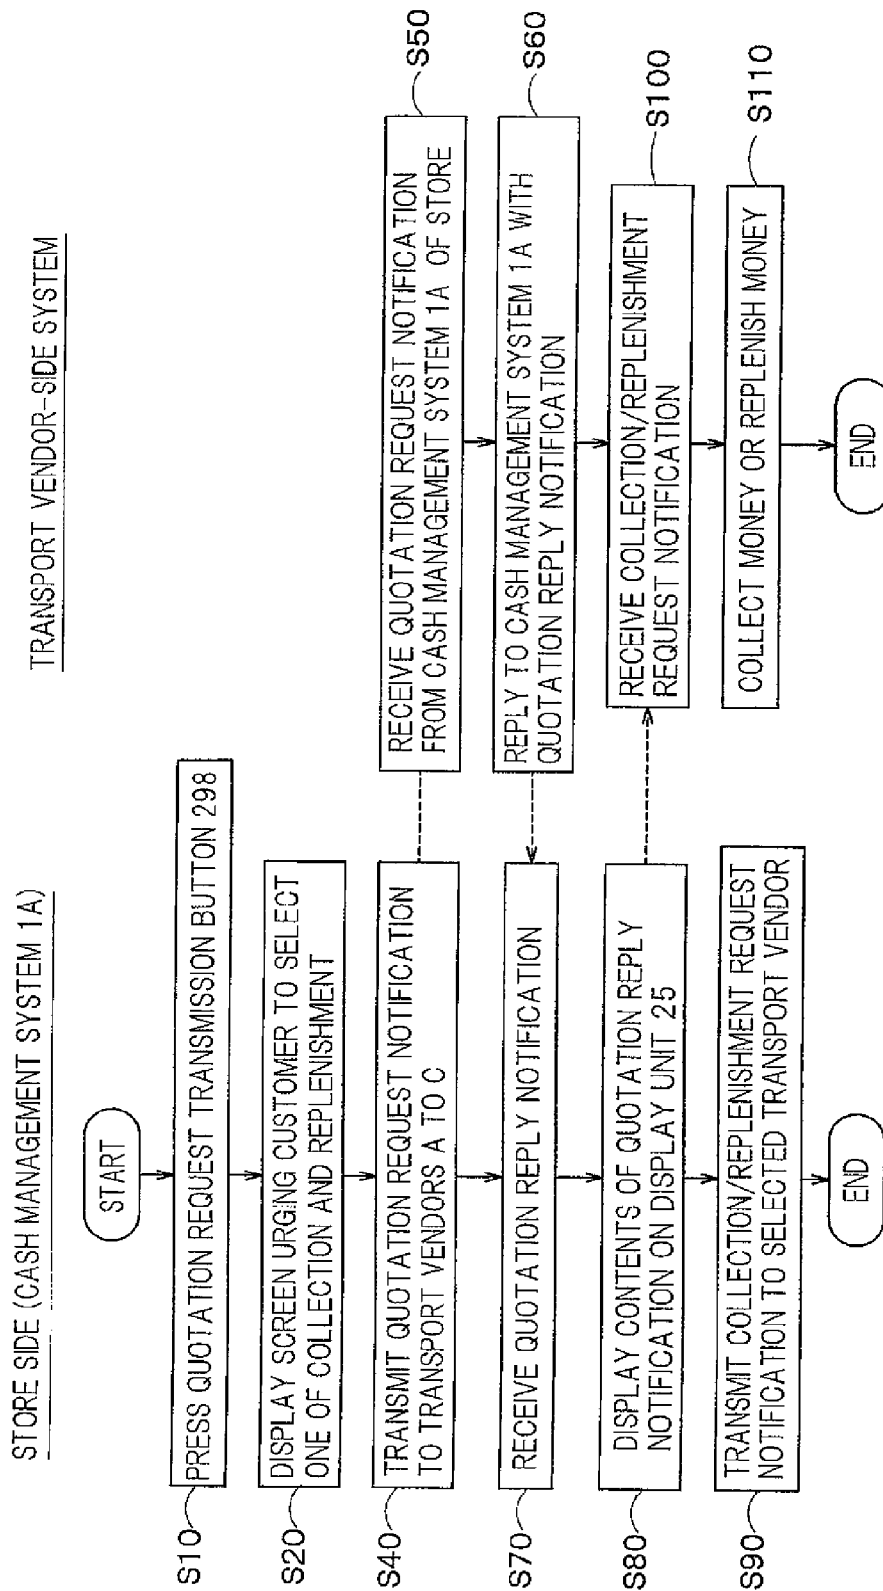 STORE SIDE (CASH MANAGEMENT SYSTEM 1A)
START
S10
PRESS QUOTATION REQUEST TRANSMISSION BUTTON 298
S20
DISPLAY SCREEN URGING CUSTOMER TO SELECT
ONE OF COLLECTION AND REPLENISHMENT
S40
TRANSMIT QUOTATION REQUEST NOTIFICATION
TO TRANSPORT VENDORS A TO C
S70
RECEIVE QUOTATION REPLY NOTIFICATION
S80
DISPLAY CONTENTS OF QUOTATION REPLY
NOTIFICATION ON DISPLAY UNIT 25
S90
TRANSMIT COLLECTION/REPLENISHMENT REQUEST
NOTIFICATION TO SELECTED TRANSPORT VENDOR
END
TRANSPORT VENDOR-SIDE SYSTEM
RECEIVE QUOTATION REQUEST NOTIFICATION
FROM CASH MANAGEMENT SYSTEM 1A OF STORE
S50
REPLY TO CASH MANAGEMENT SYSTEM 1A WITH
QUOTATION REPLY NOTIFICATION
S60
RECEIVE COLLECTION/REPLENISHMENT
REQUEST NOTIFICATION
S100
COLLECT MONEY OR REPLENISH MONEY
S110
END